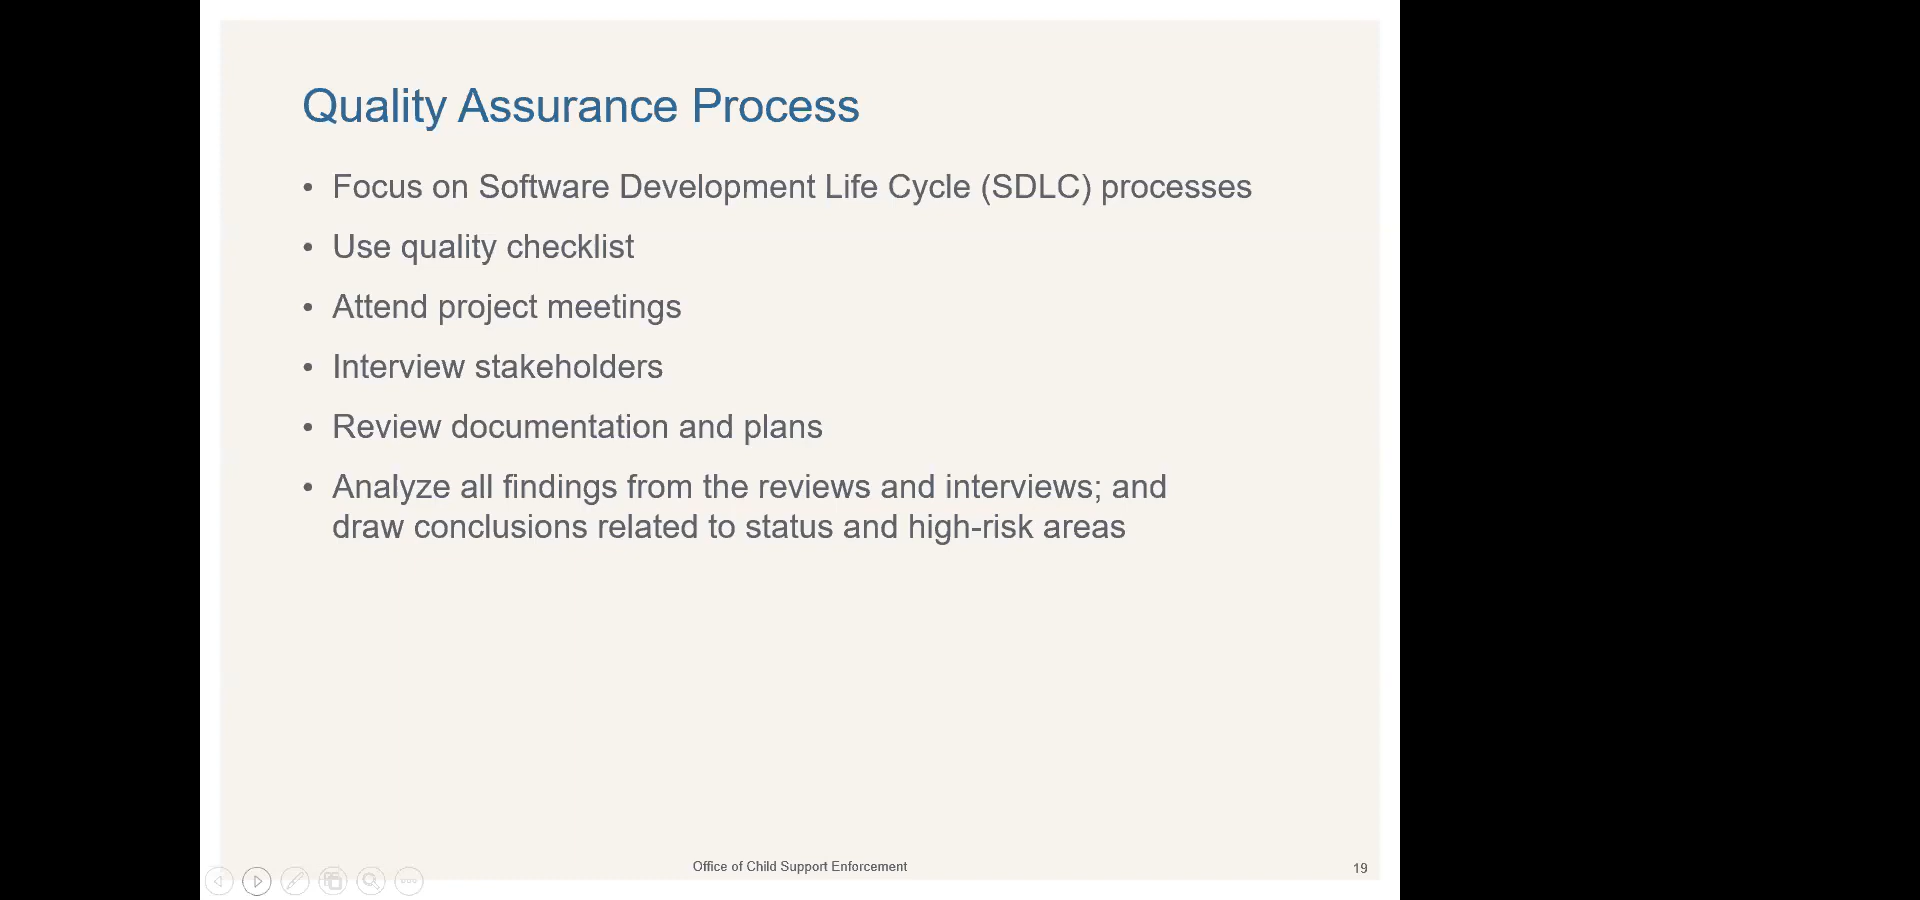 Quality Assurance Process
• Focus on Software Development Life Cycle (SDLC) processes
• Use quality checklist
• Attend project meetings
• Interview stakeholders
• Review documentation and plans
• Analyze all findings from the reviews and interviews; and
draw conclusions related to status and high-risk areas
Office of Child Support Enforcement
19